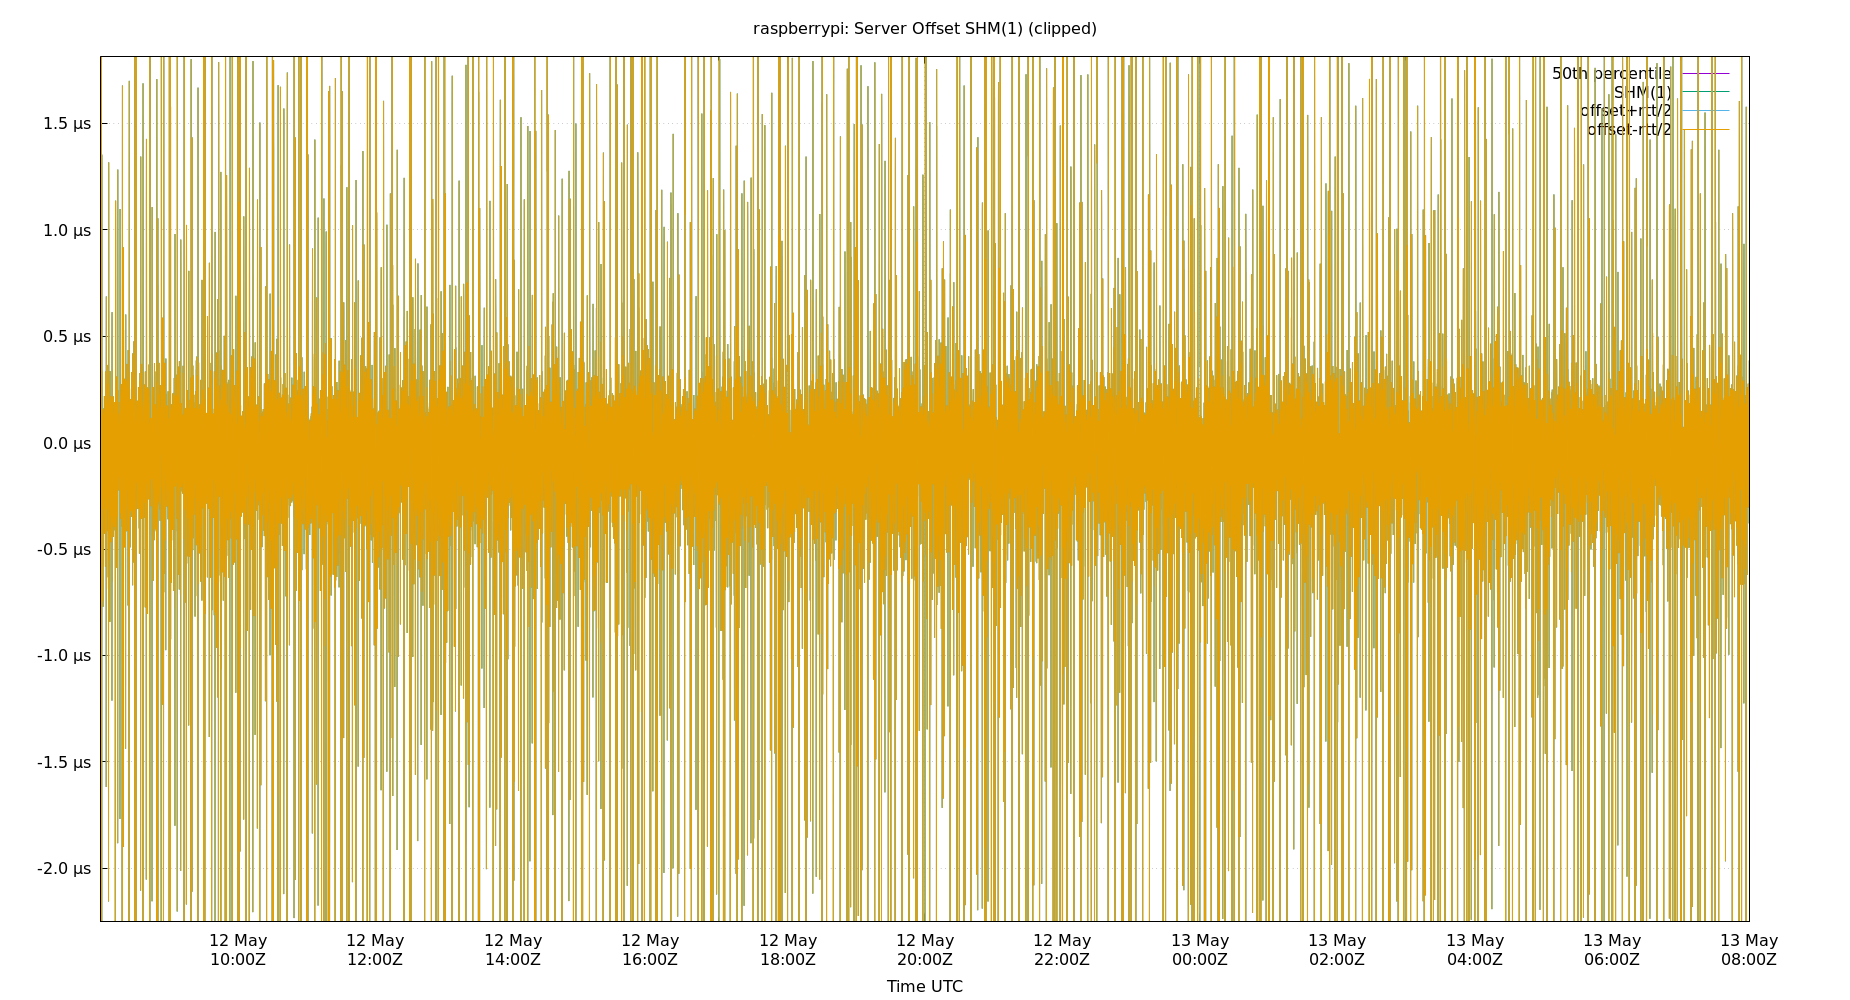 raspberrypi: Server Offset SHM(1) (clipped)
50th percentile
SHM(1)
offset+rtt/2
offset-rtt/2
1.5 µs
1.0 µs
0.5 µs
0.0 µs
-0.5 µs
-1.0 µs
-1.5 µs
-2.0 µs
12 May 12 May 12 May 12 May 12 May 12 May 12 May 13 May 13 May 13 May 13 May 13 May
10:00Z 12:00Z 14:00Z 16:00Z 18:00Z 20:00Z 22:00Z 00:00Z 02:00Z 04:00Z 06:00Z 08:00Z
Time UTC